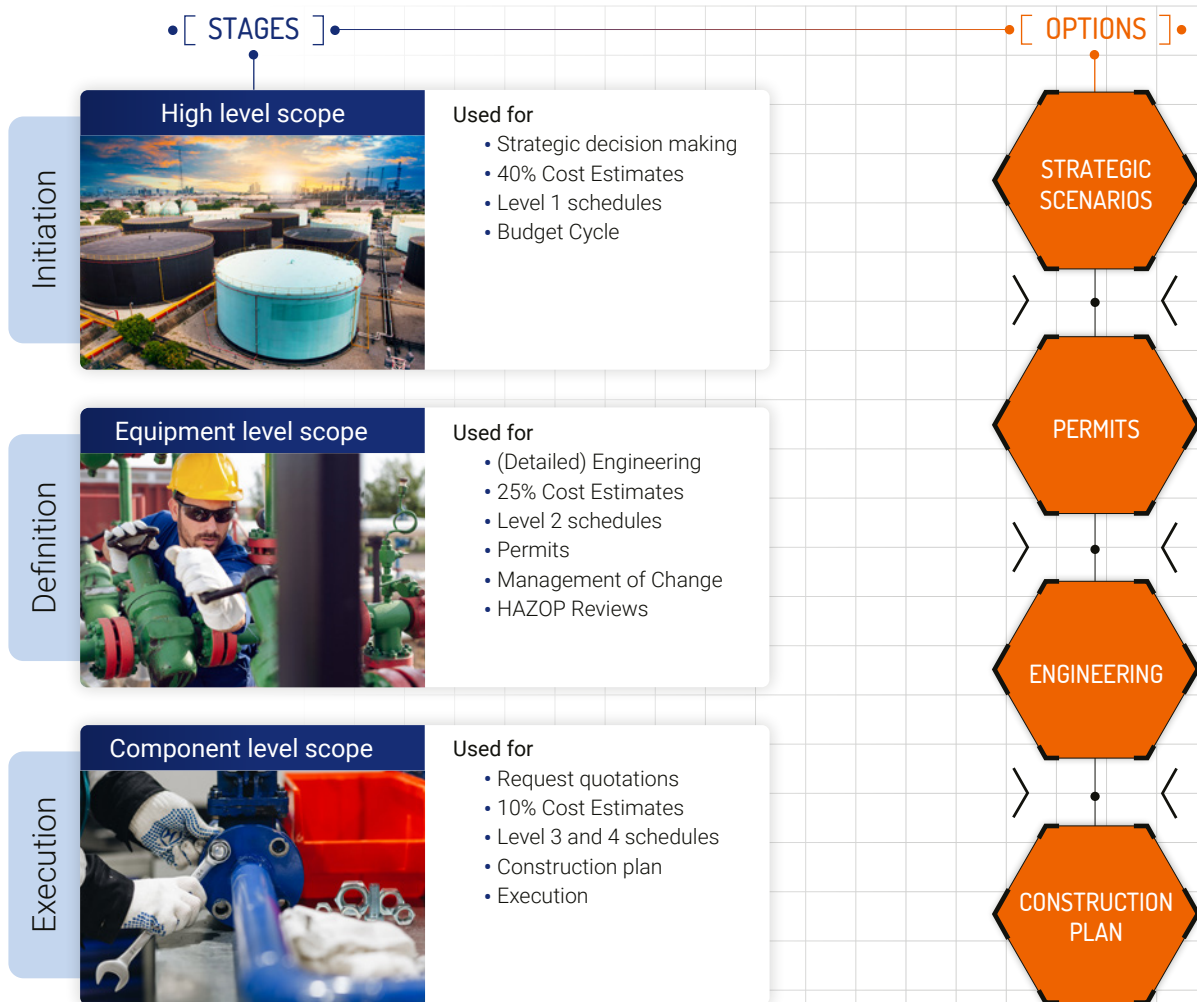 [ STAGES ]
[ OPTIONS ]
Initiation
High level scope
Used for
• Strategic decision making
• 40% Cost Estimates
• Level 1 schedules
• Budget Cycle
STRATEGIC
SCENARIOS
Definition
Equipment level scope
Used for
• (Detailed) Engineering
• 25% Cost Estimates
• Level 2 schedules
• Permits
• Management of Change
• HAZOP Reviews
PERMITS
ENGINEERING
Execution
Component level scope
Used for
• Request quotations
• 10% Cost Estimates
• Level 3 and 4 schedules
• Construction plan
• Execution
CONSTRUCTION
PLAN